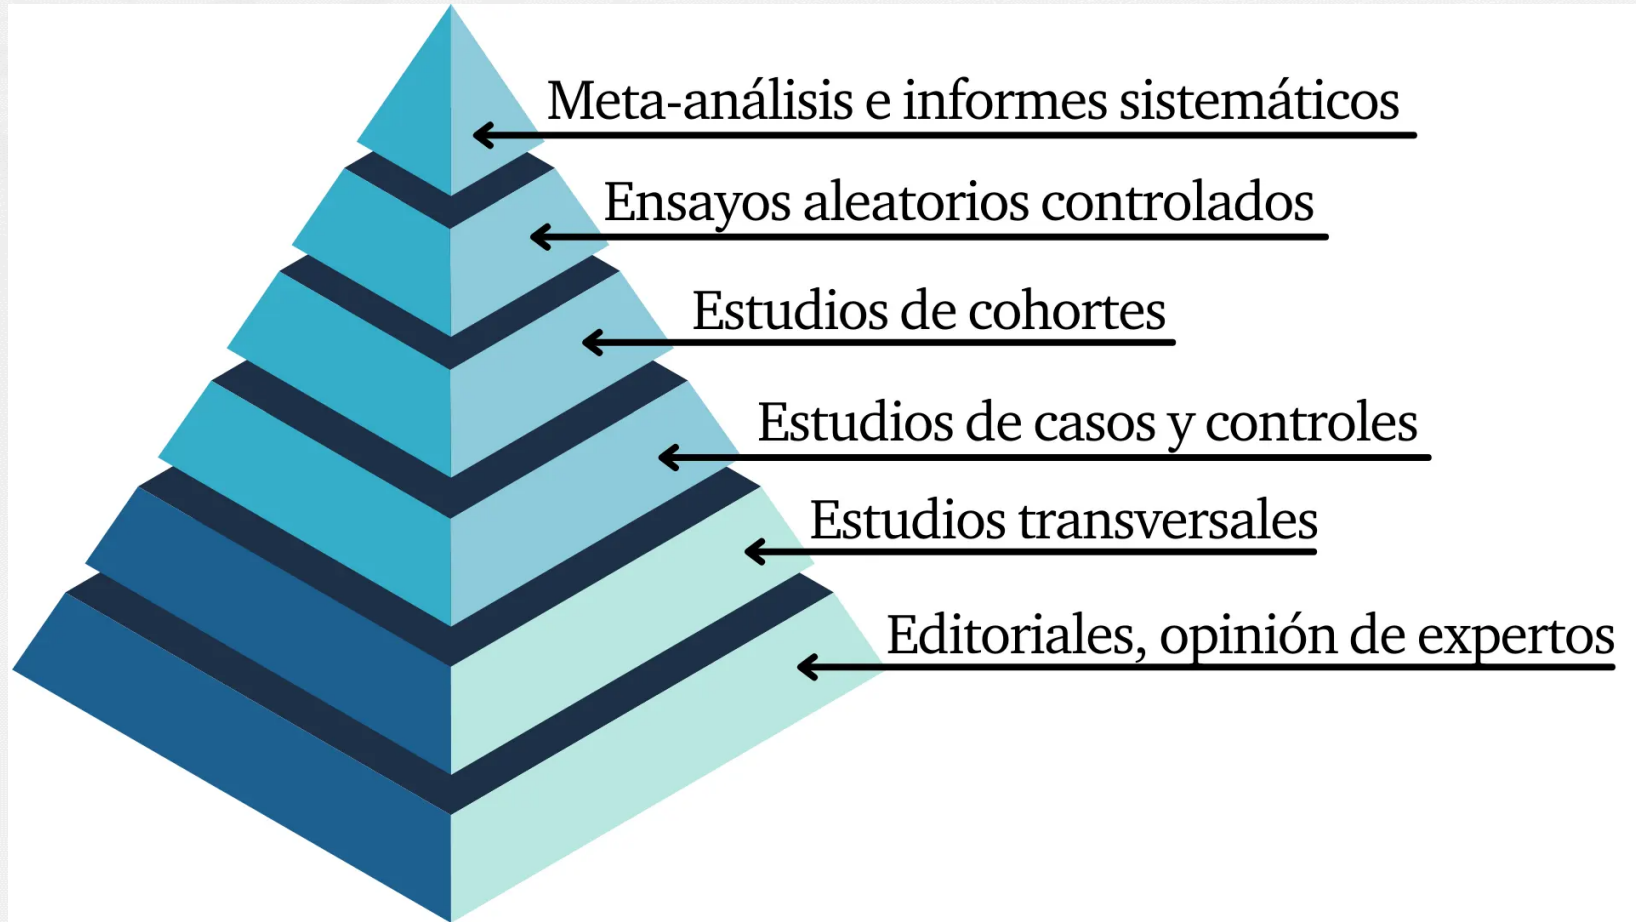 Meta-análisis e informes sistemáticos
Ensayos aleatorios controlados
Estudios de cohortes
Estudios de casos y controles
Estudios transversales
Editoriales, opinión de expertos